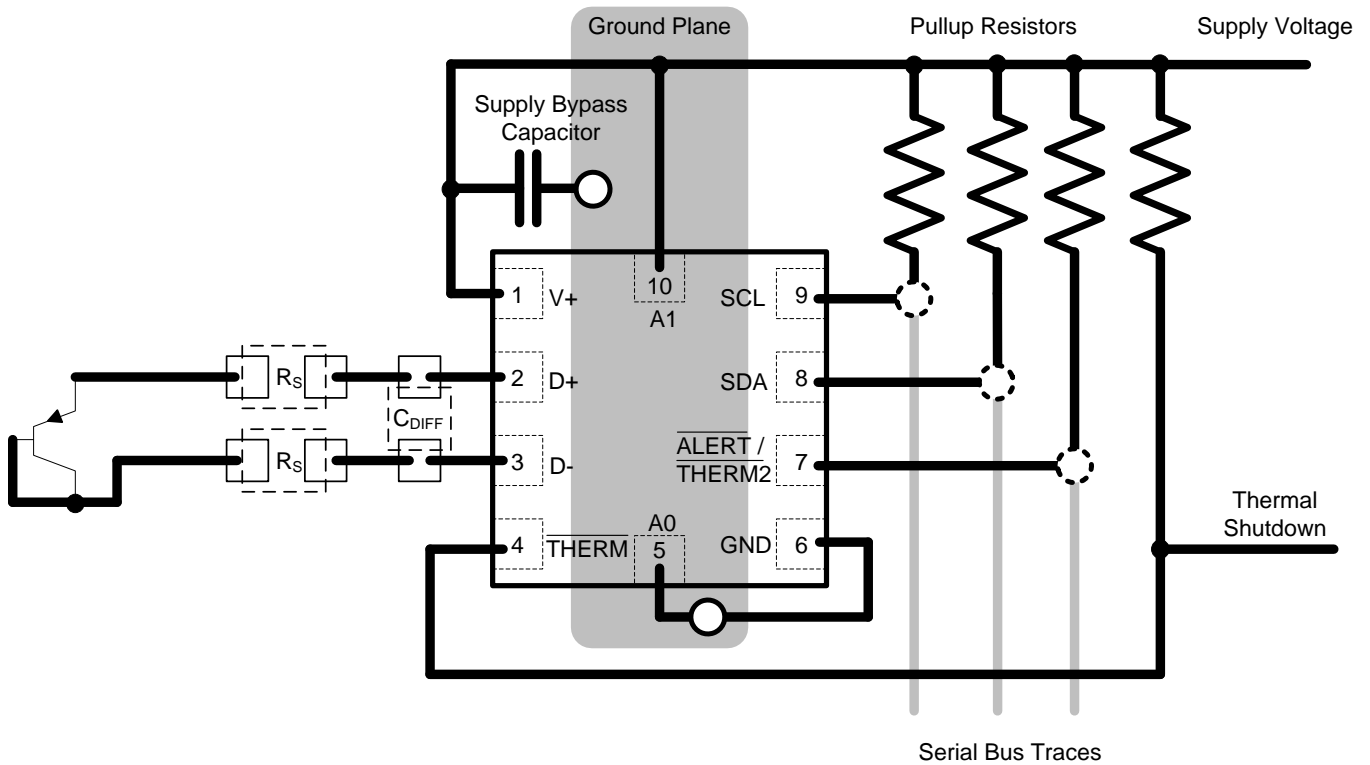 Ground Plane
Pullup Resistors
Supply Voltage
Supply Bypass
Capacitor
1
V+
10
A1
SCL
9
RS
2
D+
SDA
8
CDIFF
RS
3
D-
ALERT /
THERM2
7
4
THERM
A0
5
GND
6
Thermal
Shutdown
Serial Bus Traces